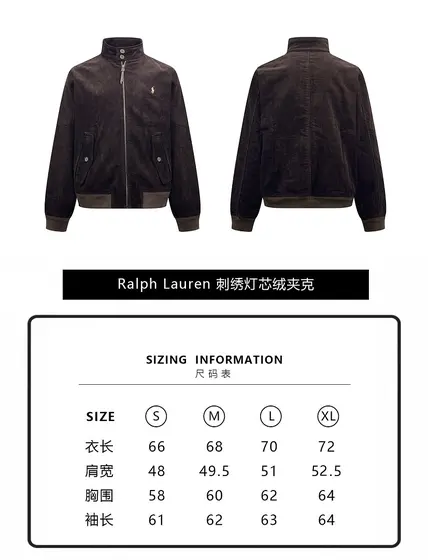 Ralph Lauren 刺绣灯芯绒夹克
SIZING INFORMATION
尺码表
SIZE S M L XL
衣长 66 68 70 72
肩宽 48 49.5 51 52.5
胸围 58 60 62 64
袖长 61 62 63 64